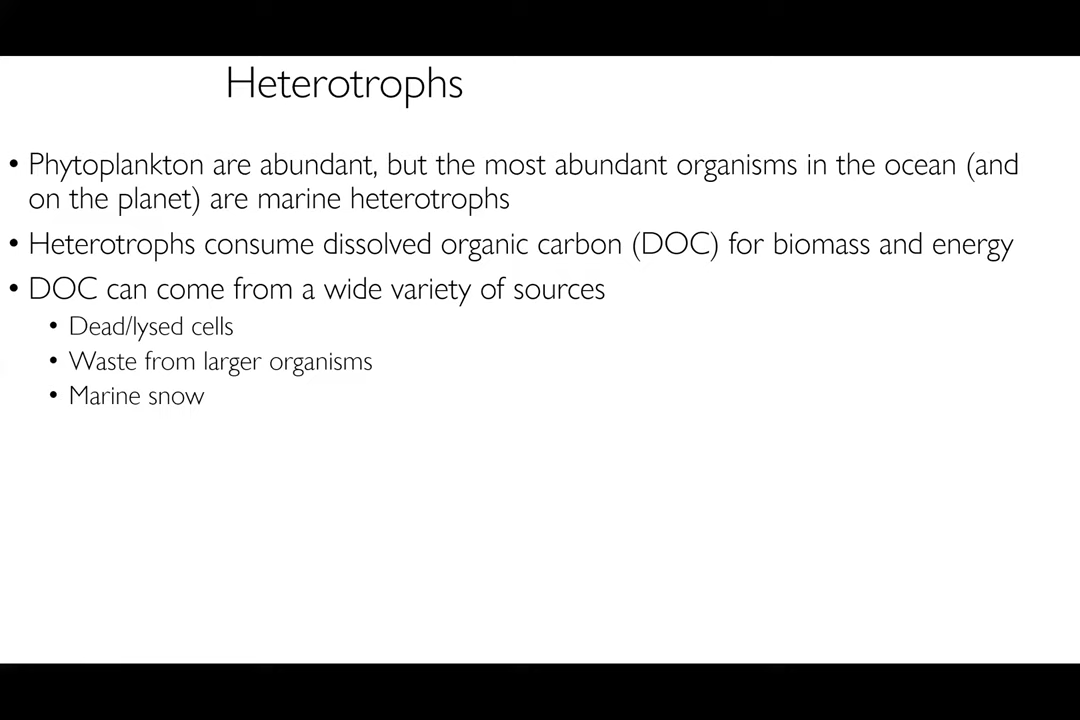 Heterotrophs
• Phytoplankton are abundant, but the most abundant organisms in the ocean (and
on the planet) are marine heterotrophs
• Heterotrophs consume dissolved organic carbon (DOC) for biomass and energy
• DOC can come from a wide variety of sources
• Dead/lysed cells
• Waste from larger organisms
• Marine snow